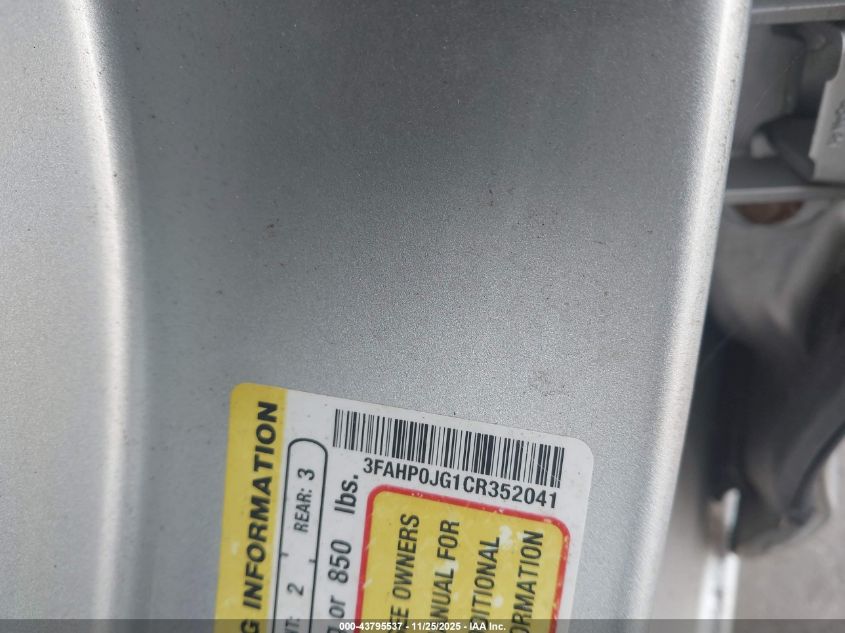 3FAHP0JG1CR352041
G INFORMATION
NT: 2 REAR: 3
or 850 lbs.
OWNERS
NUAL FOR
ORMATION
000-43795537 - 11/25/2025 - IAA Inc.